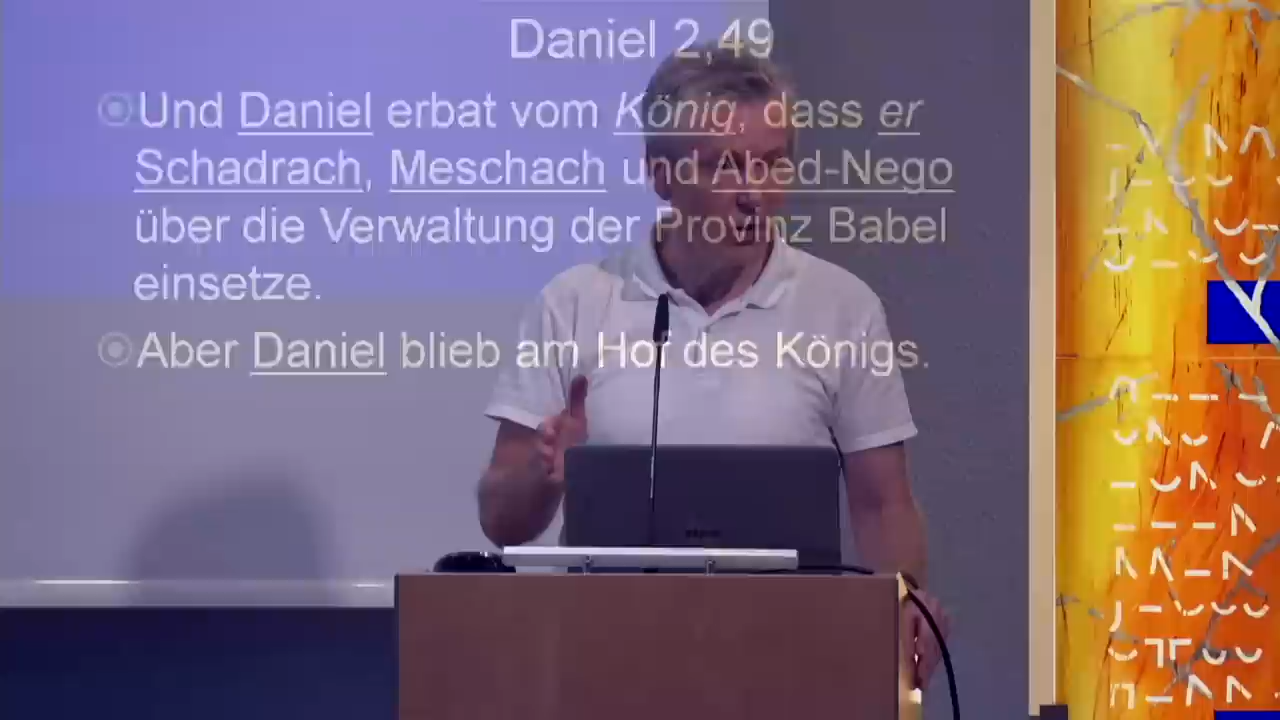 Daniel 2,49
Und Daniel erbat vom König, dass er
Schadrach, Meschach und Abed-Nego
über die Verwaltung der Provinz Babel
einsetze.
Aber Daniel blieb am Hof des Königs.